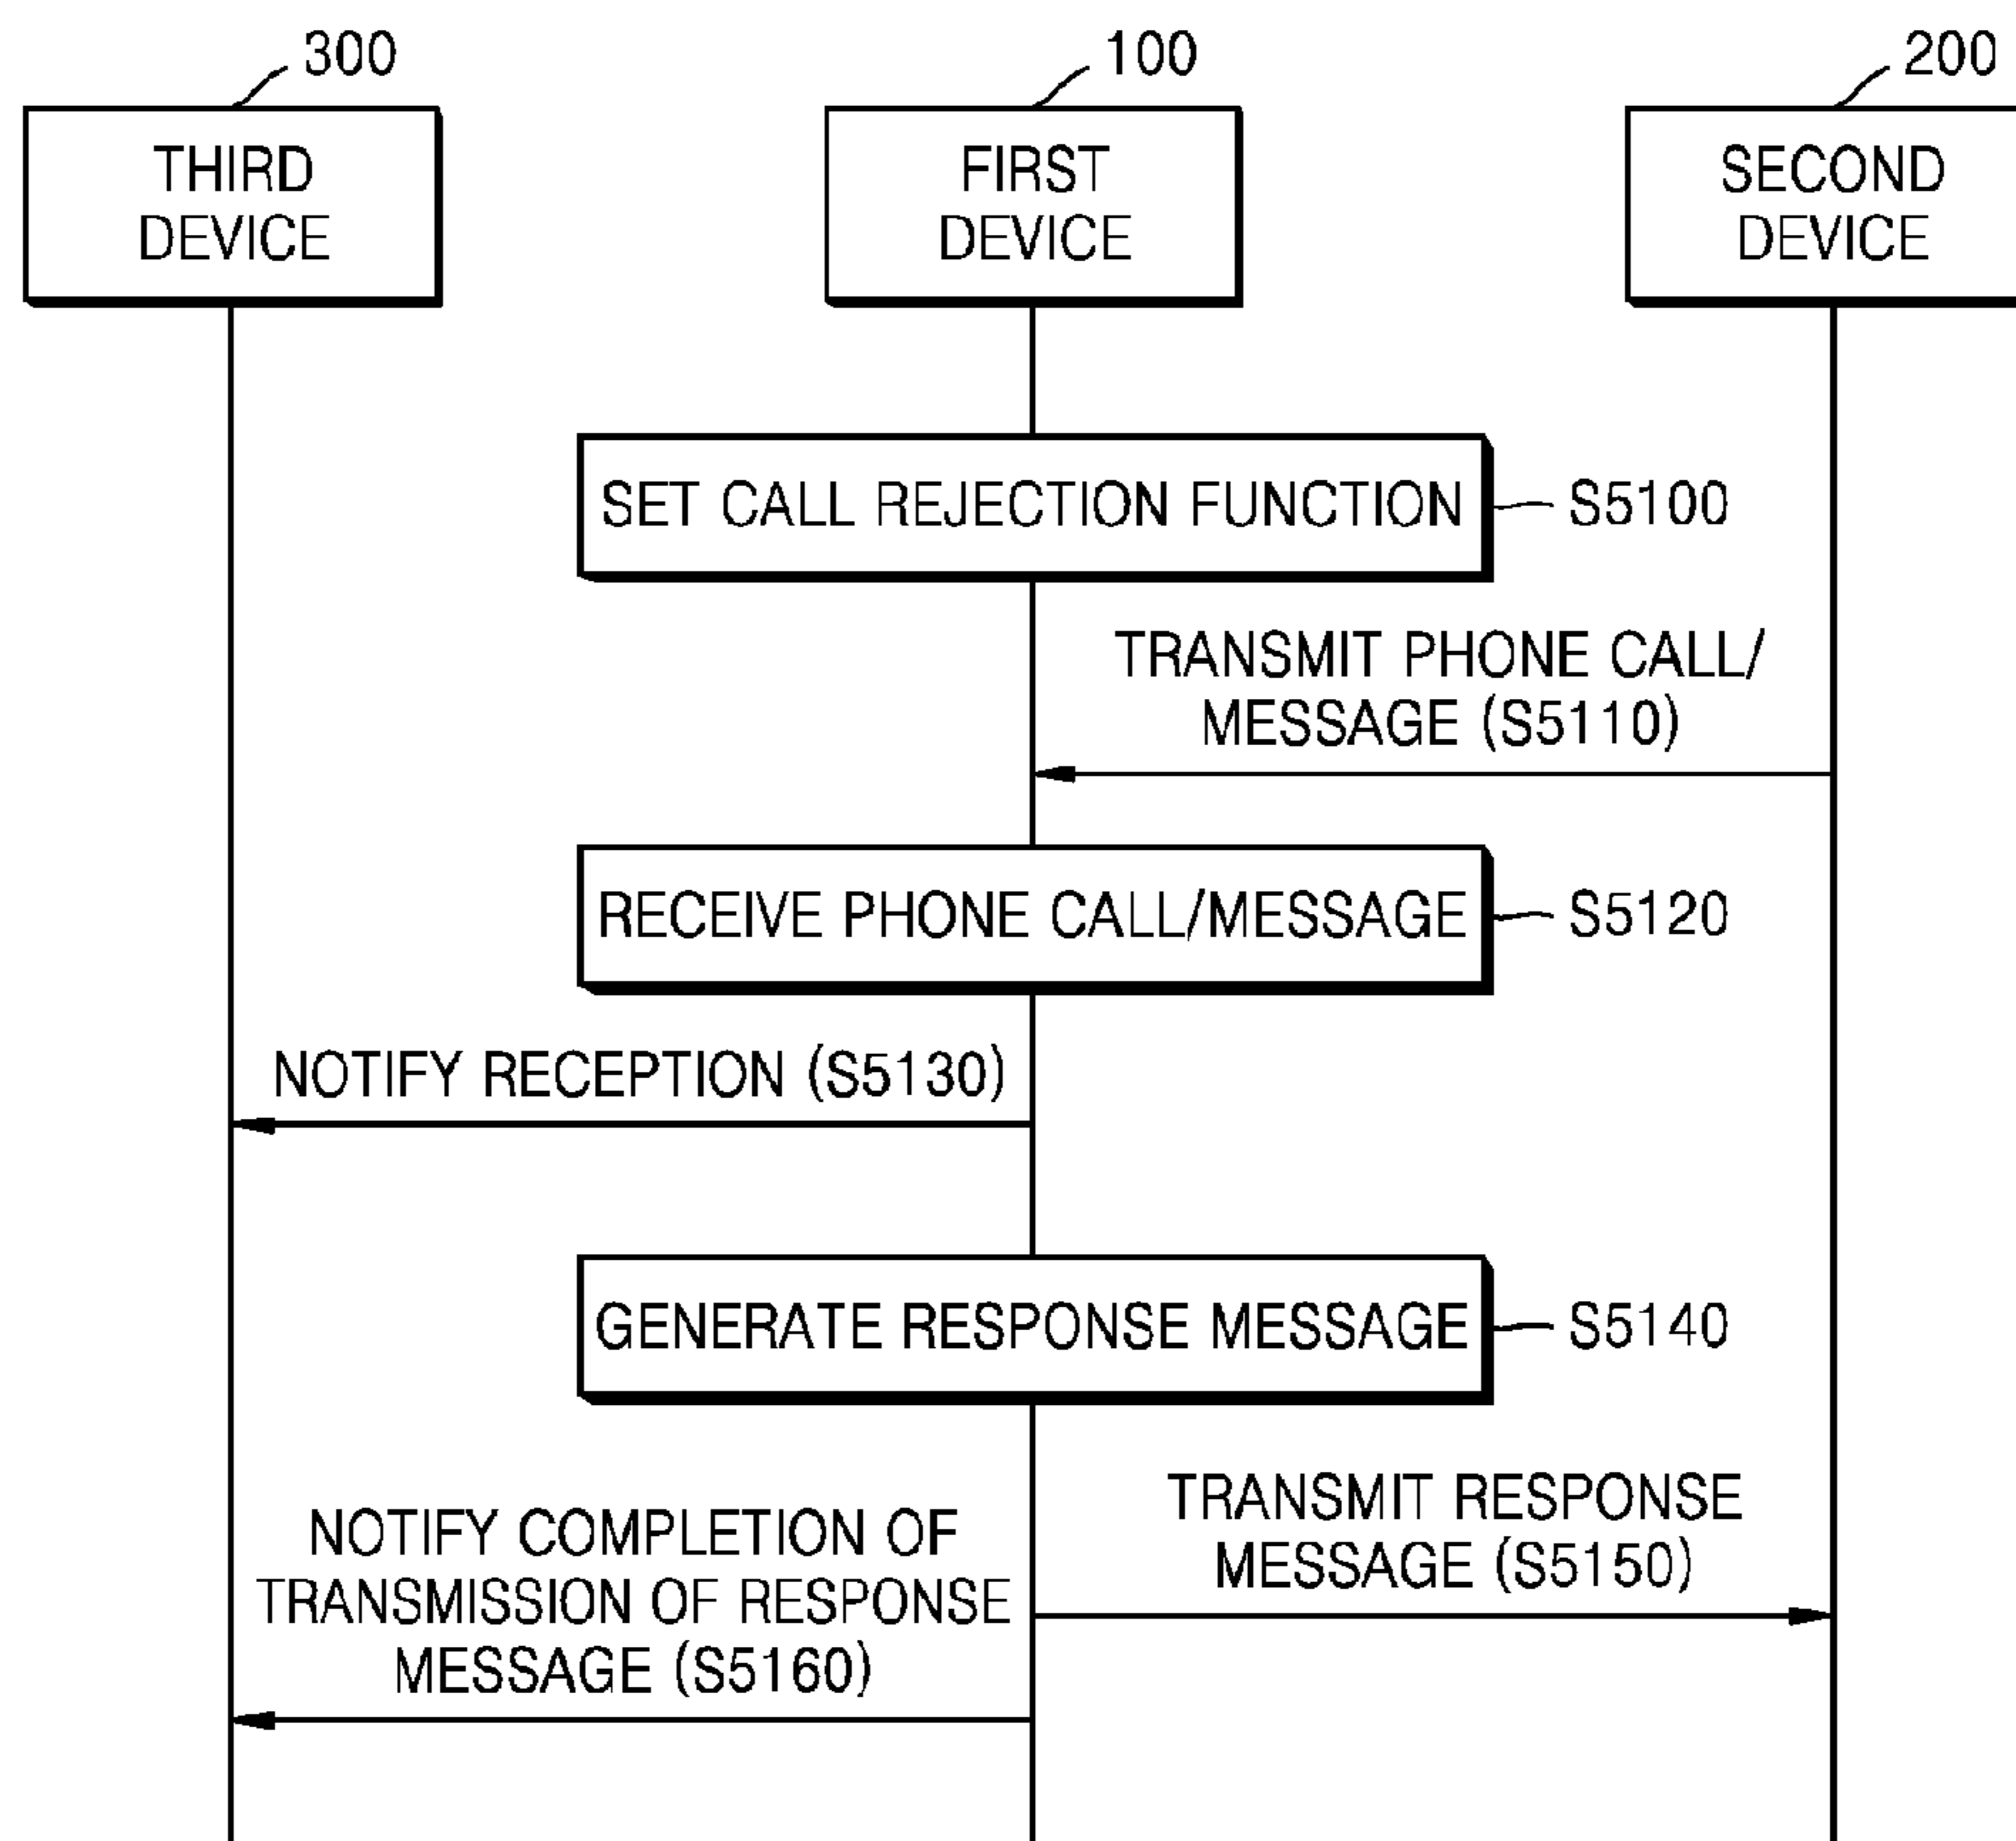 300
100
200
THIRD
DEVICE
FIRST
DEVICE
SECOND
DEVICE
SET CALL REJECTION FUNCTION
S5100
TRANSMIT PHONE CALL/
MESSAGE (S5110)
RECEIVE PHONE CALL/MESSAGE
S5120
NOTIFY RECEPTION (S5130)
GENERATE RESPONSE MESSAGE
S5140
TRANSMIT RESPONSE
MESSAGE (S5150)
NOTIFY COMPLETION OF
TRANSMISSION OF RESPONSE
MESSAGE (S5160)